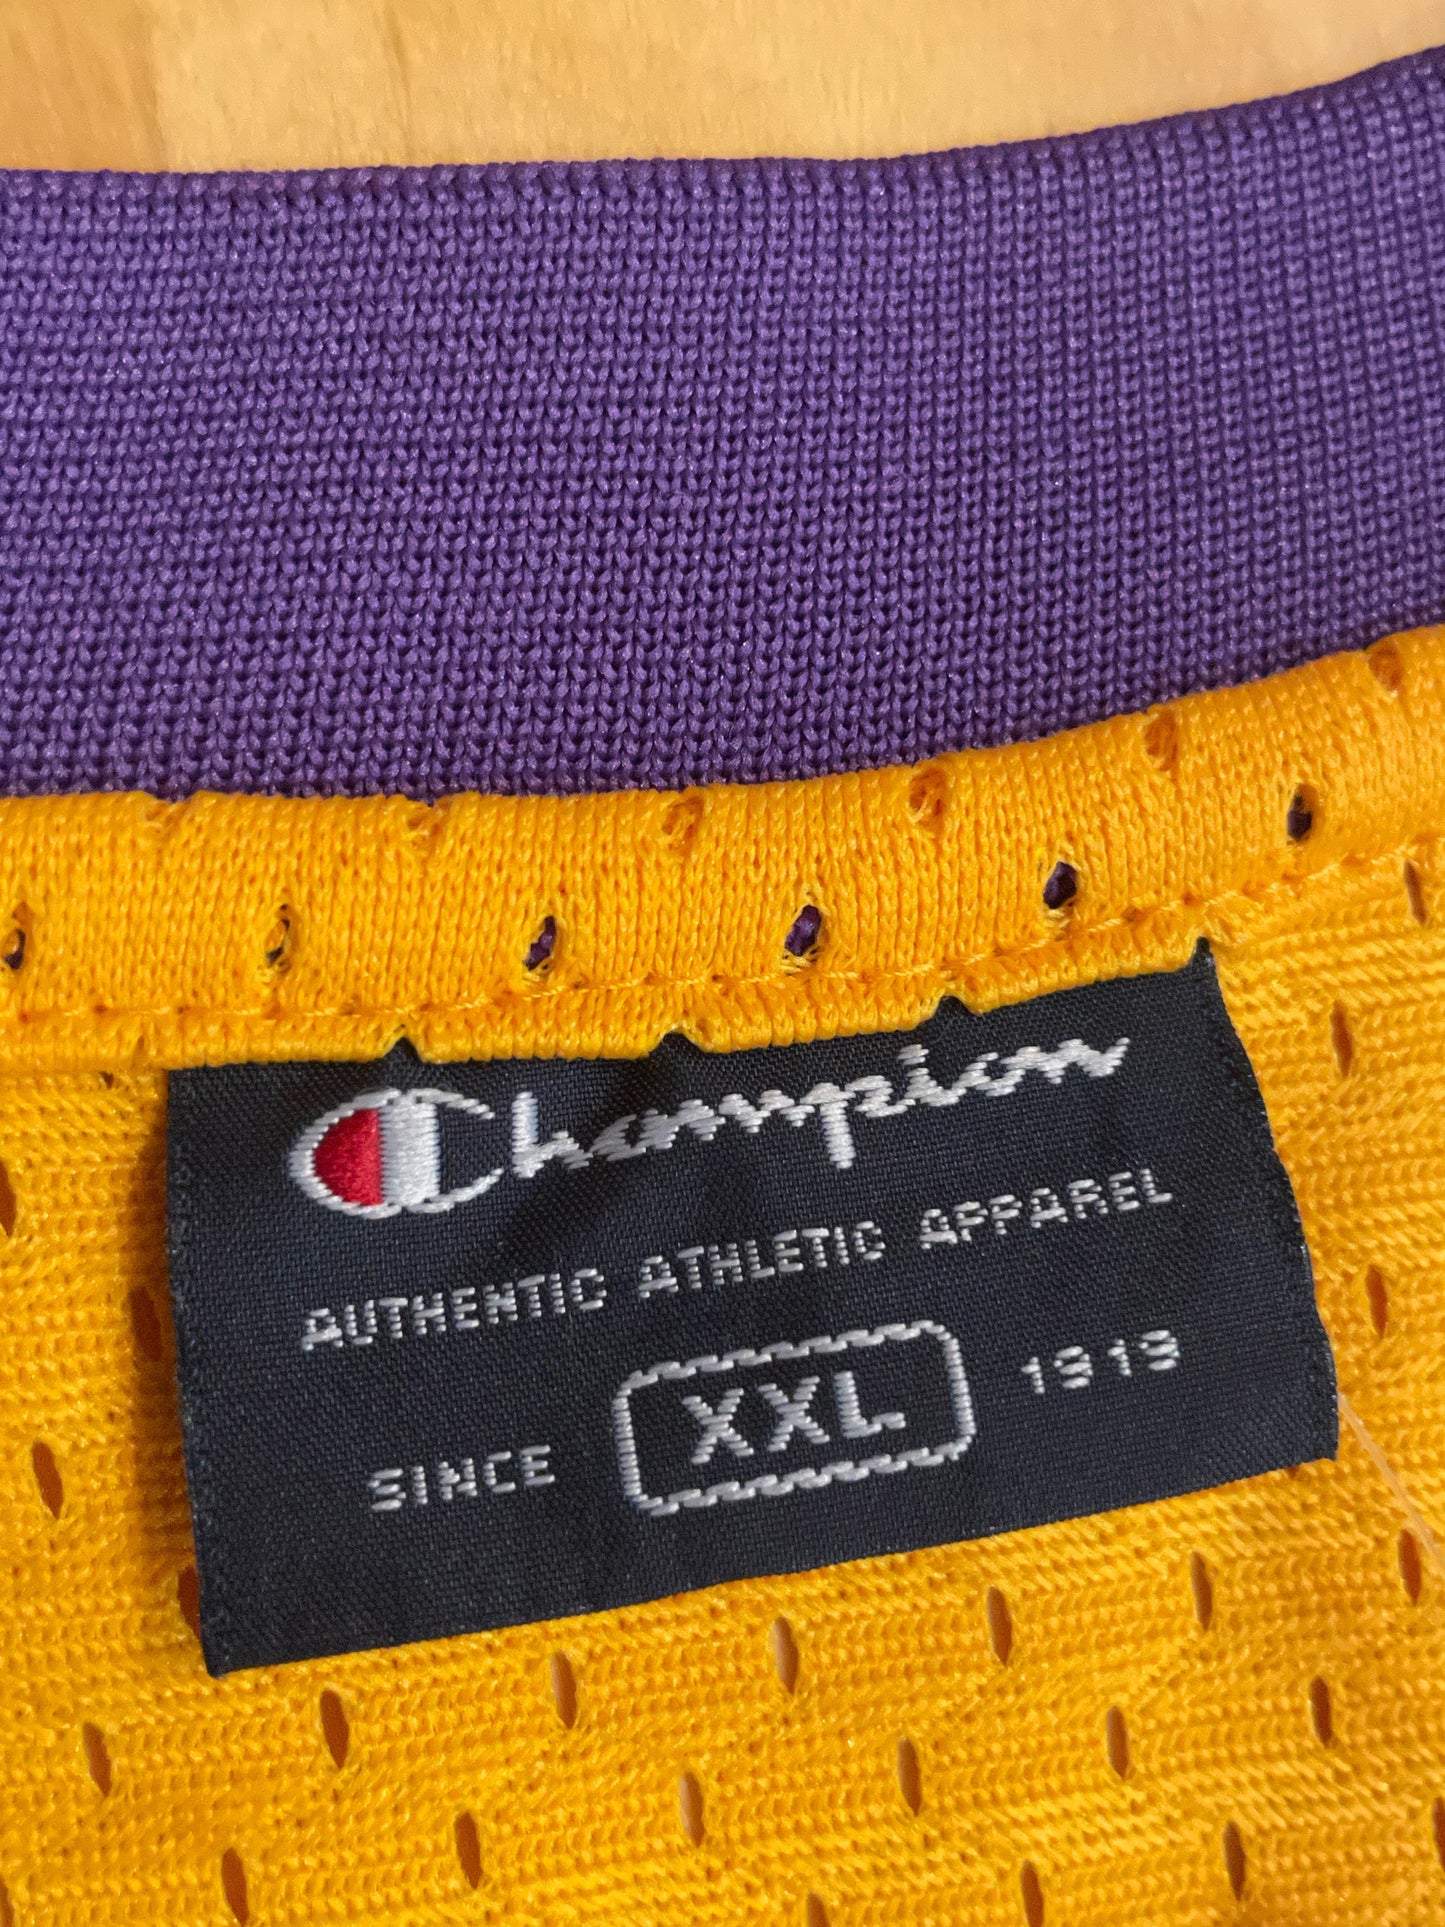 Champion
AUTHENTIC ATHLETIC APPAREL
SINCE XXL 1919